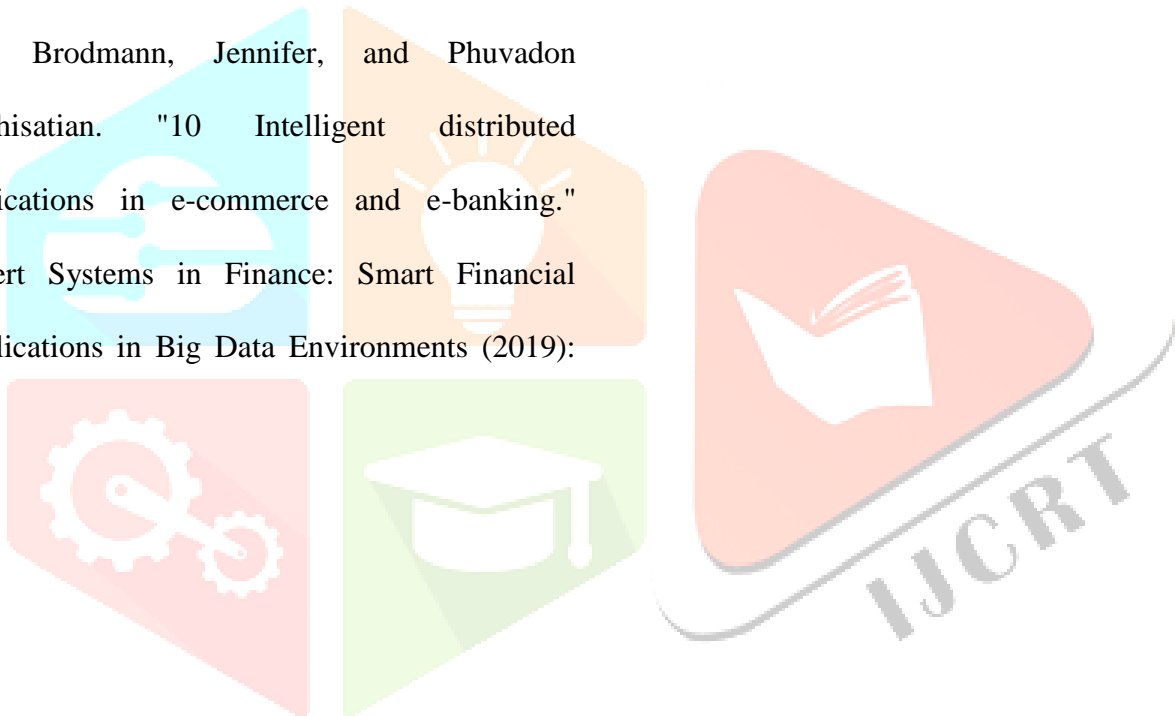 Brodmann, Jennifer, and Phuvadon
hisatian. "10 Intelligent distributed
ications in e-commerce and e-banking."
ert Systems in Finance: Smart Financial
lications in Big Data Environments (2019):
IJCRT